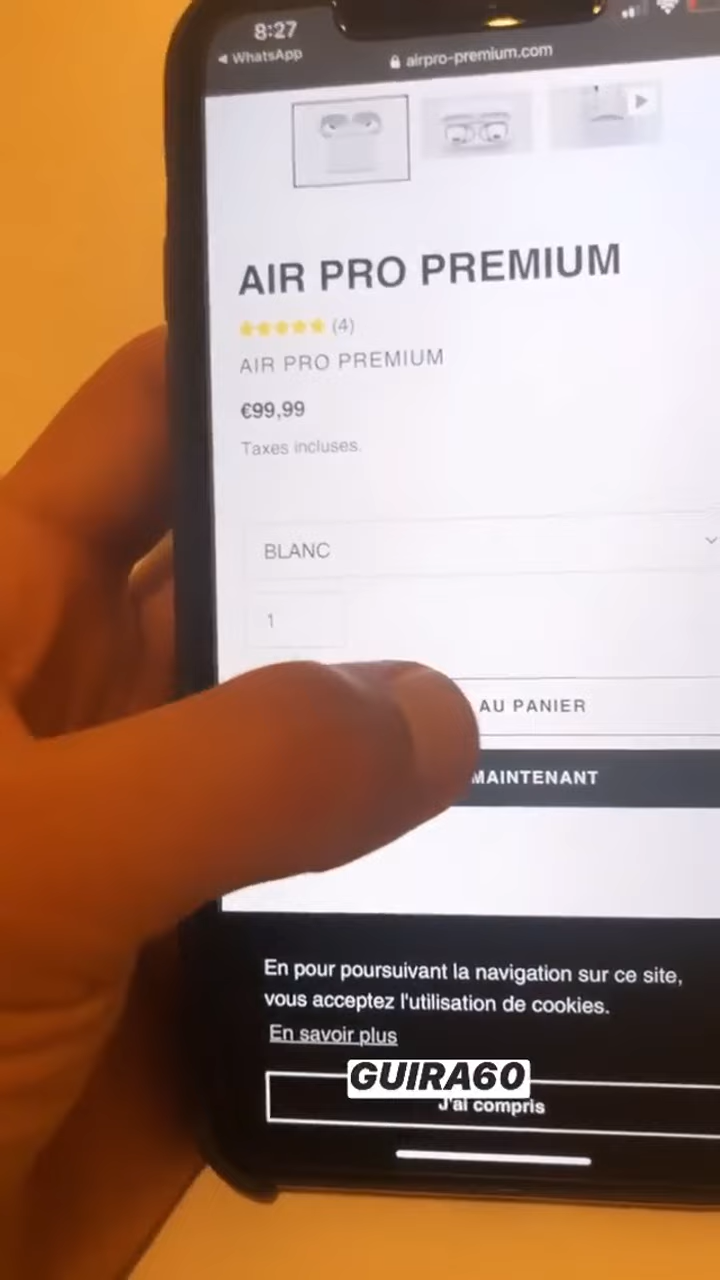 8:27
◀ WhatsApp
airpro-premium.com
AIR PRO PREMIUM
(4)
AIR PRO PREMIUM
€99,99
Taxes incluses.
BLANC
1
AU PANIER
MAINTENANT
En pour poursuivant la navigation sur ce site,
vous acceptez l'utilisation de cookies.
En savoir plus
GUIRA60
J'ai compris